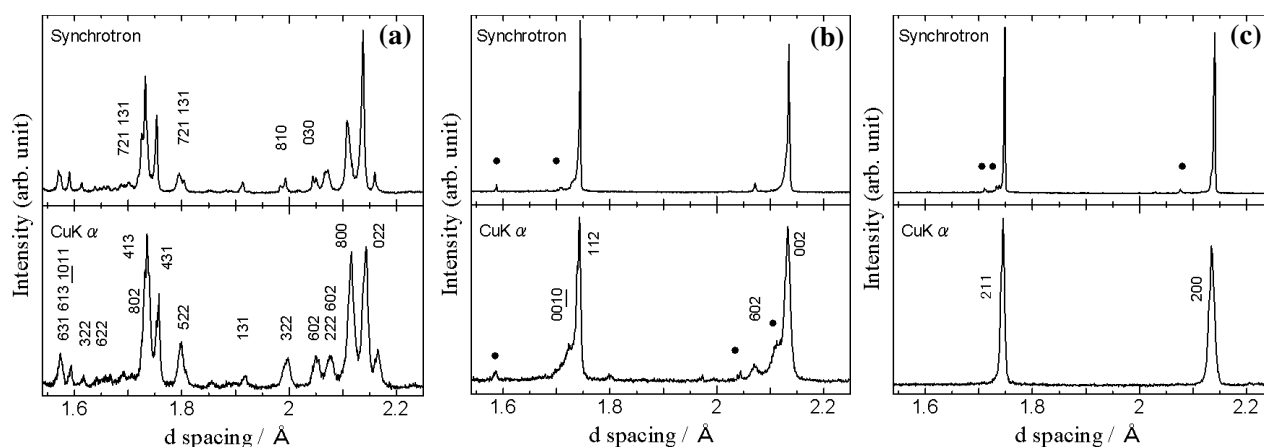 Intensity (arb. unit)
Synchrotron
(a)
721 131
721 131
810
030
CuK α
631 613 1011
322
622
802
413
431
522
131
322
602
222 602
800
022
1.6
1.8
2
2.2
d spacing / Å
Intensity (arb. unit)
Synchrotron
(b)
CuK α
0010
112
602
002
1.6
1.8
2
2.2
d spacing / Å
Intensity (arb. unit)
Synchrotron
(c)
CuK α
211
200
1.6
1.8
2
2.2
d spacing / Å